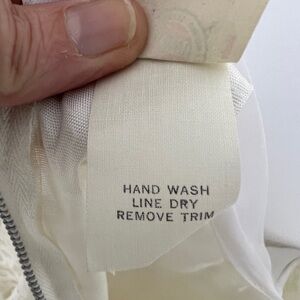 HAND WASH
LINE DRY
REMOVE TRIM